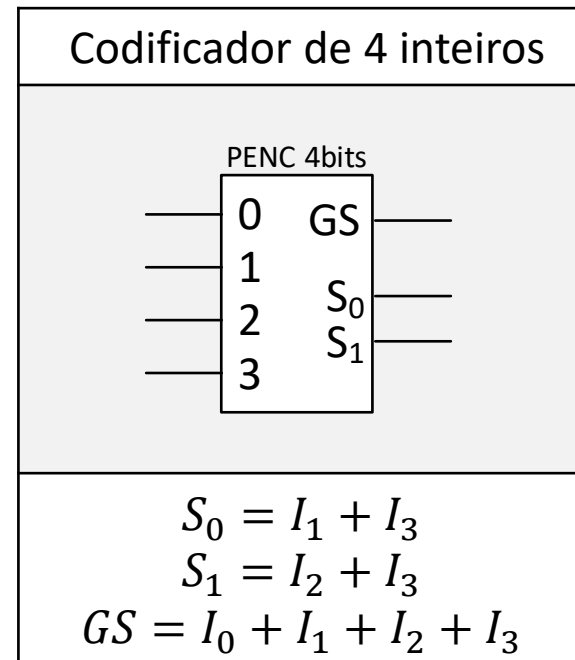 Codificador de 4 inteiros
PENC 4bits
0 GS
1
S₀
2
S₁
3
S₀ = I₁ + I₃
S₁ = I₂ + I₃
GS = I₀ + I₁ + I₂ + I₃